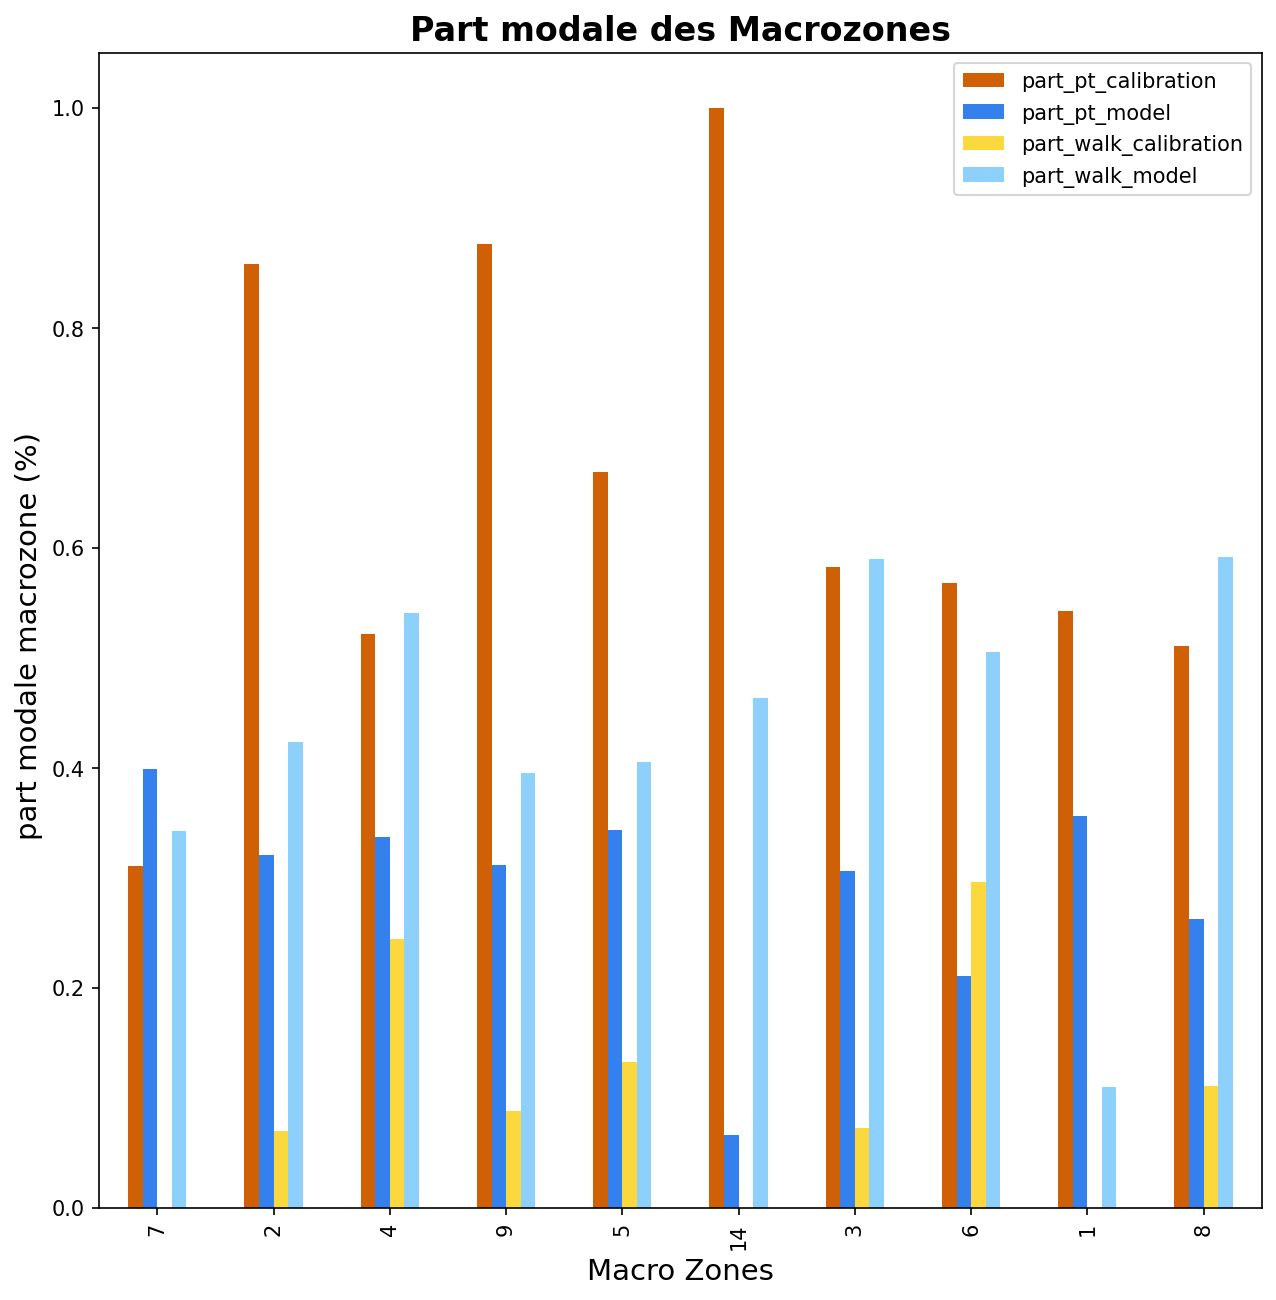 Part modale des Macrozones
part_pt_calibration
part_pt_model
part_walk_calibration
part_walk_model
part modale macrozone (%)
1.0
0.8
0.6
0.4
0.2
0.0
7 2 4 9 5 14 3 6 1 8
Macro Zones